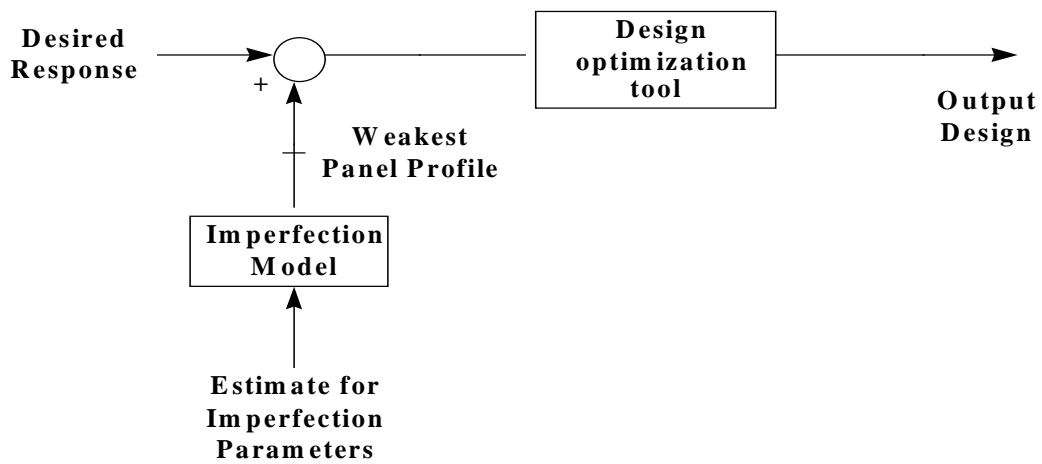 Desired
Response
+
Design
optimization
tool
Output
Design
Weakest
Panel Profile
Imperfection
Model
Estimate for
Imperfection
Parameters